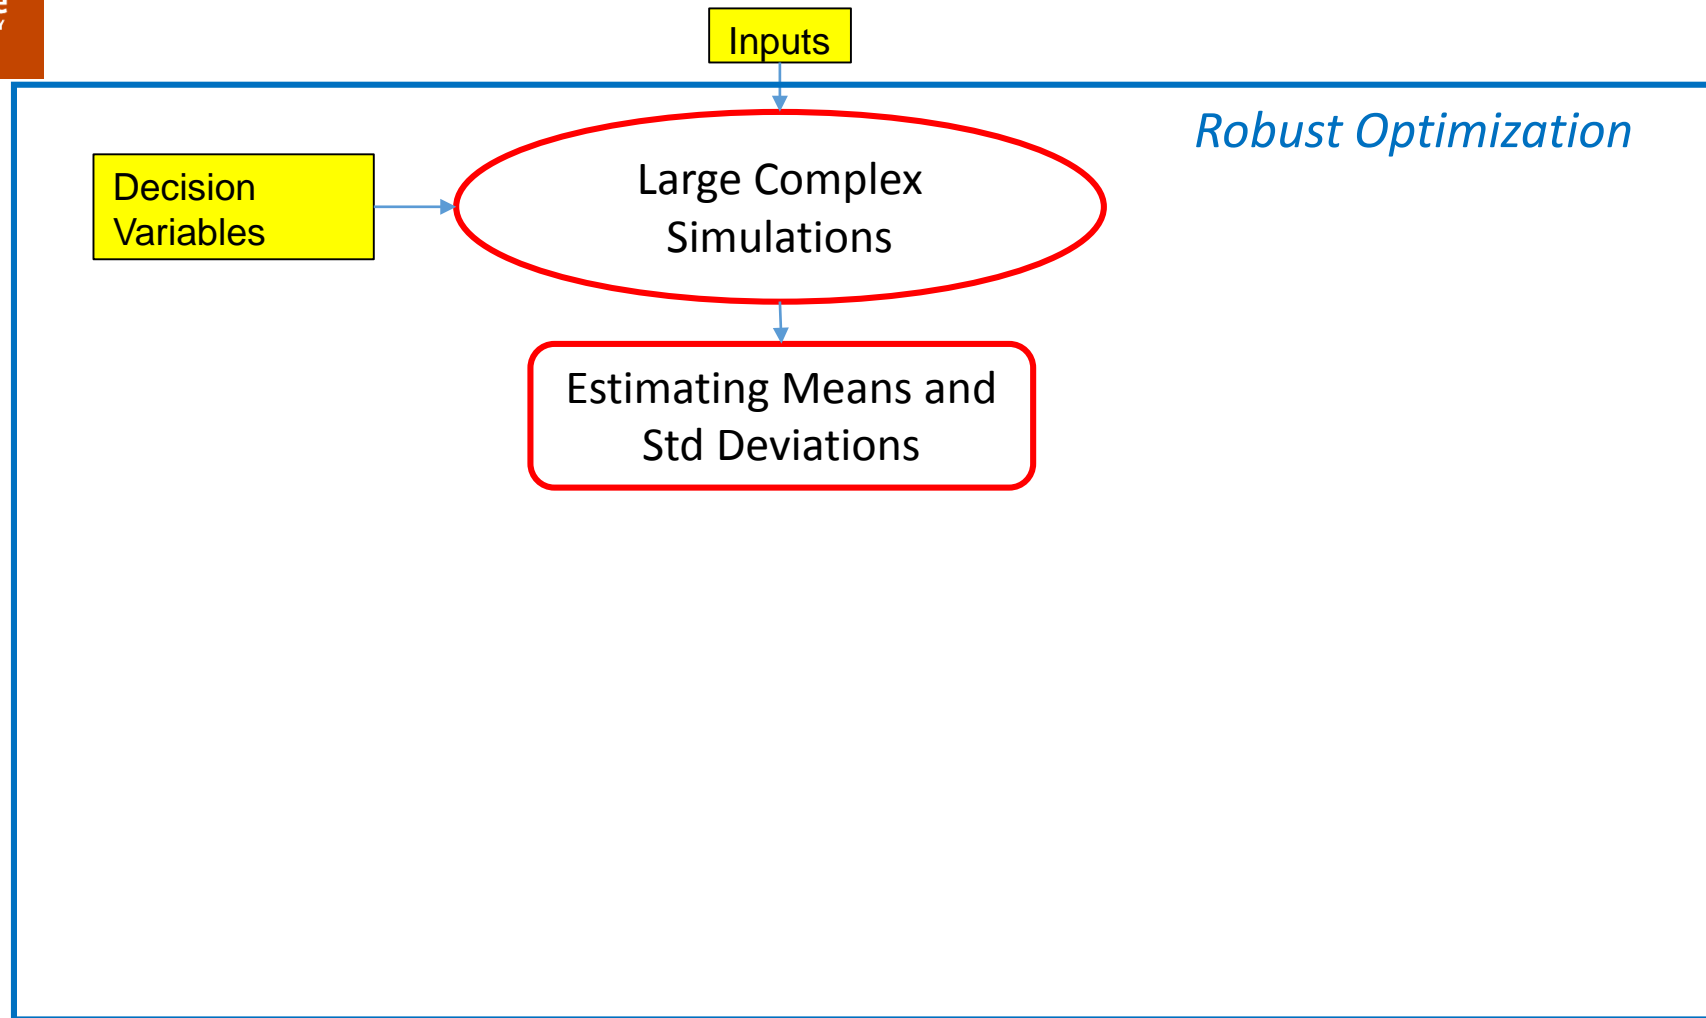 Inputs
Robust Optimization
Decision
Variables
Large Complex
Simulations
Estimating Means and
Std Deviations